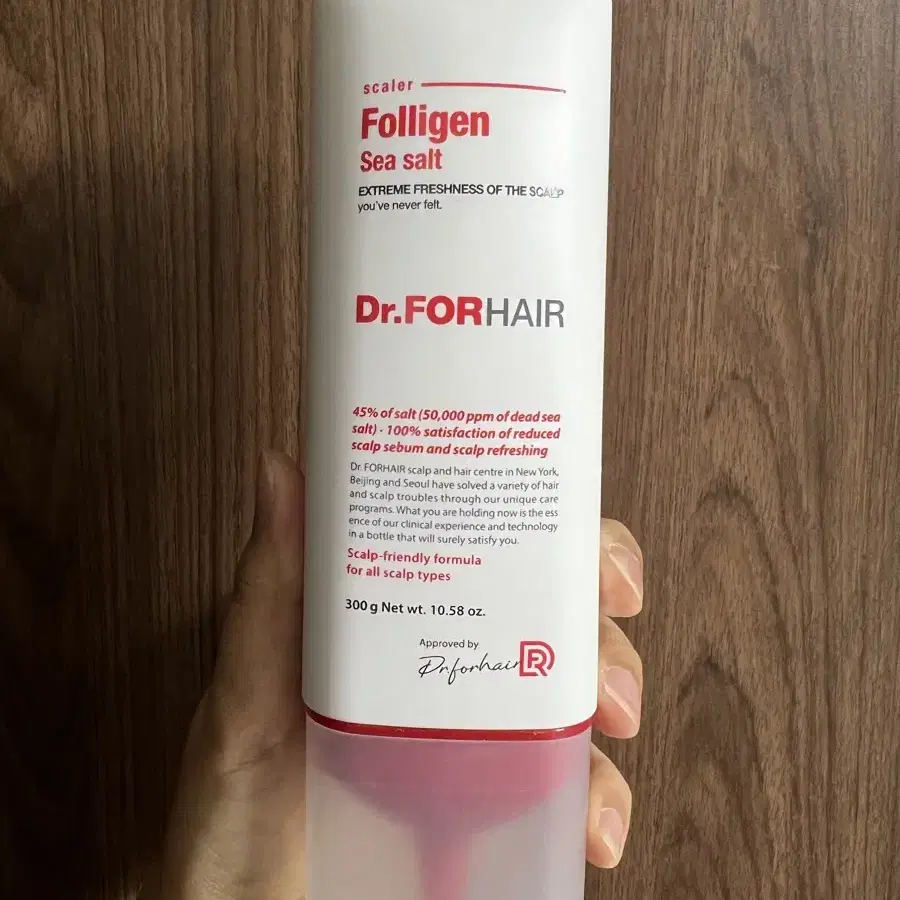 scaler
Folligen
Sea salt
EXTREME FRESHNESS OF THE SCALP
you've never felt.
Dr.FORHAIR
45% of salt (50,000 ppm of dead sea
salt) - 100% satisfaction of reduced
scalp sebum and scalp refreshing
Dr. FORHAIR scalp and hair centre in New York,
Beijing and Seoul have solved a variety of hair
and scalp troubles through our unique care
programs. What you are holding now is the ess
ence of our clinical experience and technology
in a bottle that will surely satisfy you.
Scalp-friendly formula
for all scalp types
300 g Net wt. 10.58 oz.
Approved by
Dr.forhair